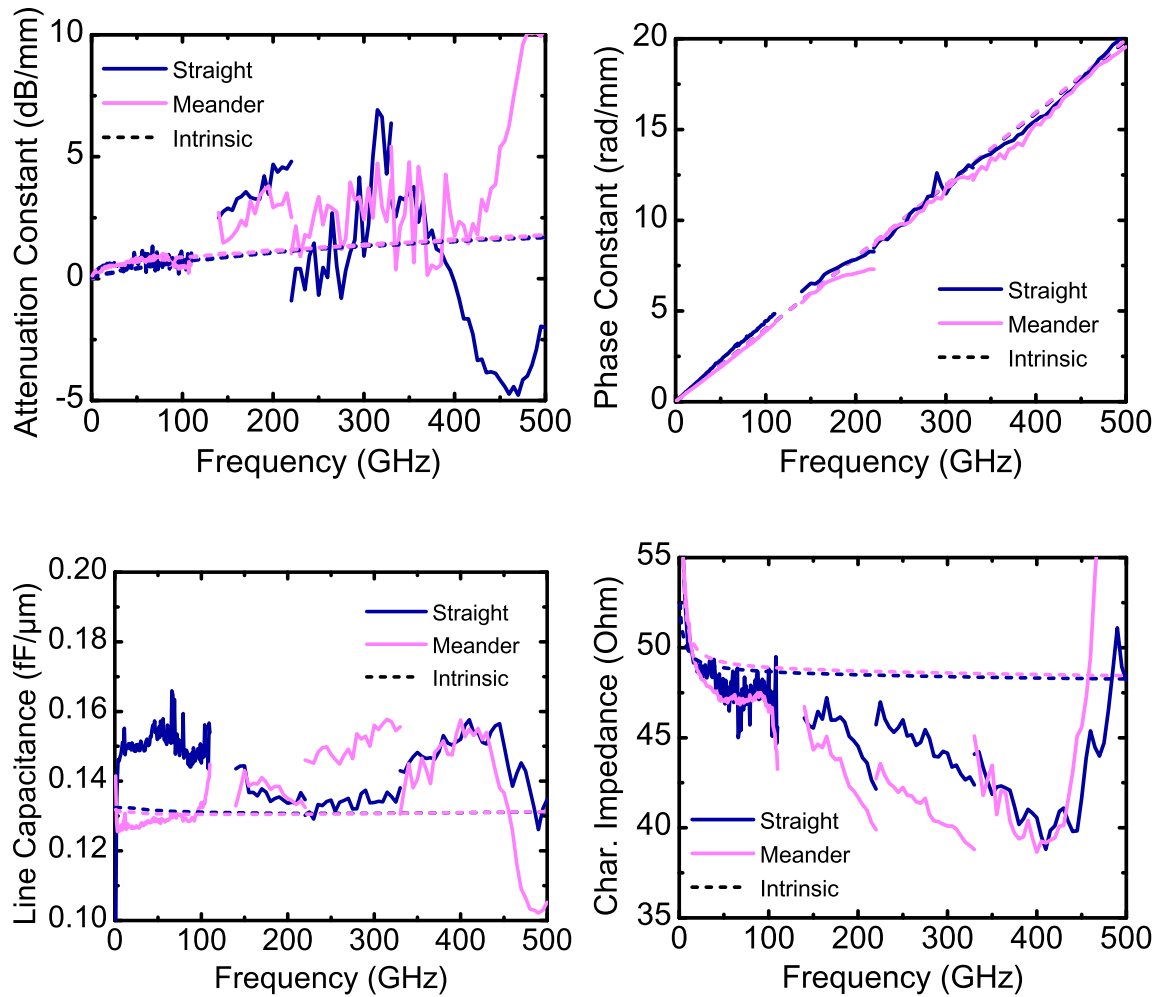 Attenuation Constant (dB/mm)
10
5
0
-5
Straight
Meander
Intrinsic
0 100 200 300 400 500
Frequency (GHz)
Phase Constant (rad/mm)
20
15
10
5
0
Straight
Meander
Intrinsic
0 100 200 300 400 500
Frequency (GHz)
Line Capacitance (fF/μm)
0.20
0.18
0.16
0.14
0.12
0.10
Straight
Meander
Intrinsic
0 100 200 300 400 500
Frequency (GHz)
Char. Impedance (Ohm)
55
50
45
40
35
Straight
Meander
Intrinsic
0 100 200 300 400 500
Frequency (GHz)